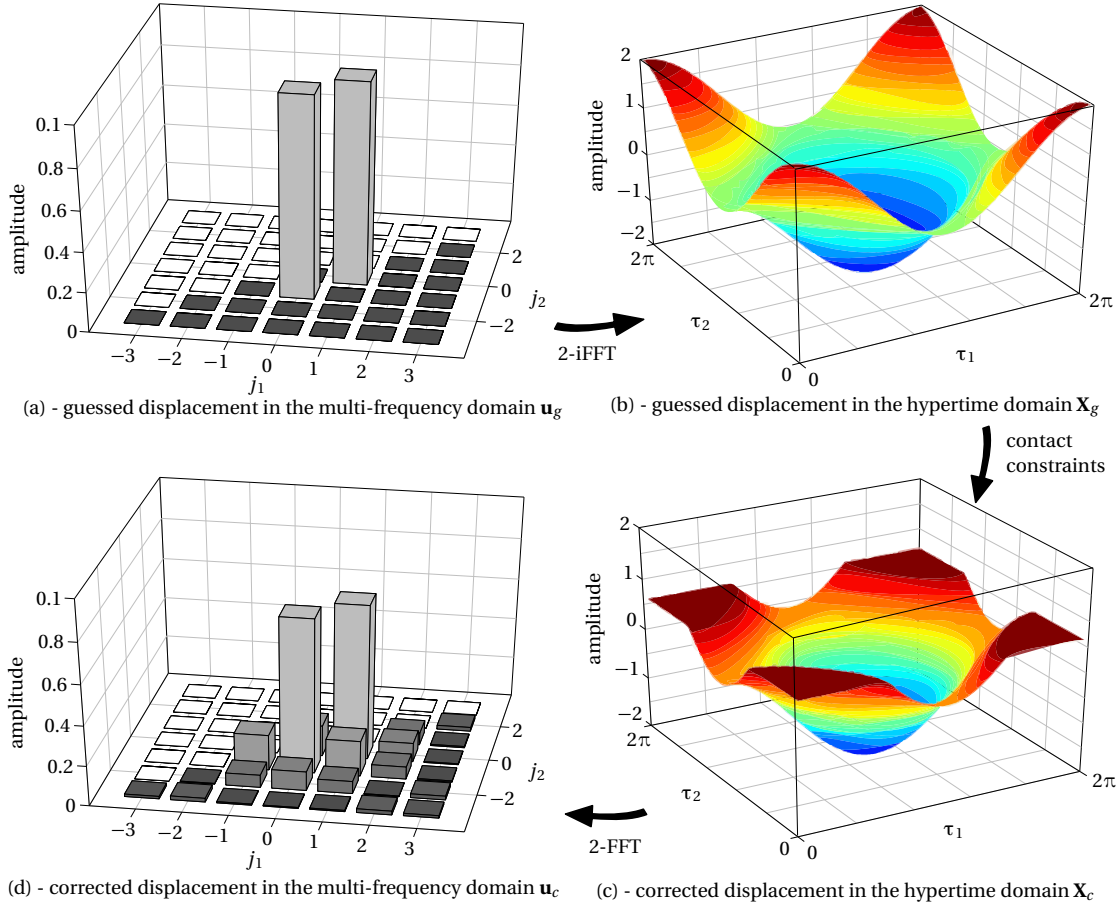 0.1
0.8
0.6
0.4
0.2
0
amplitude
−3
−2
−1
0
1
2
3
j1
2
0
−2
j2
(a) - guessed displacement in the multi-frequency domain ug
2-iFFT
2
1
0
−1
−2
amplitude
2π
τ2
0
0
τ1
2π
(b) - guessed displacement in the hypertime domain Xg
contact
constraints
0.1
0.8
0.6
0.4
0.2
0
amplitude
−3
−2
−1
0
1
2
3
j1
2
0
−2
j2
(d) - corrected displacement in the multi-frequency domain uc
2-FFT
2
1
0
−1
−2
amplitude
2π
τ2
0
0
τ1
2π
(c) - corrected displacement in the hypertime domain Xc